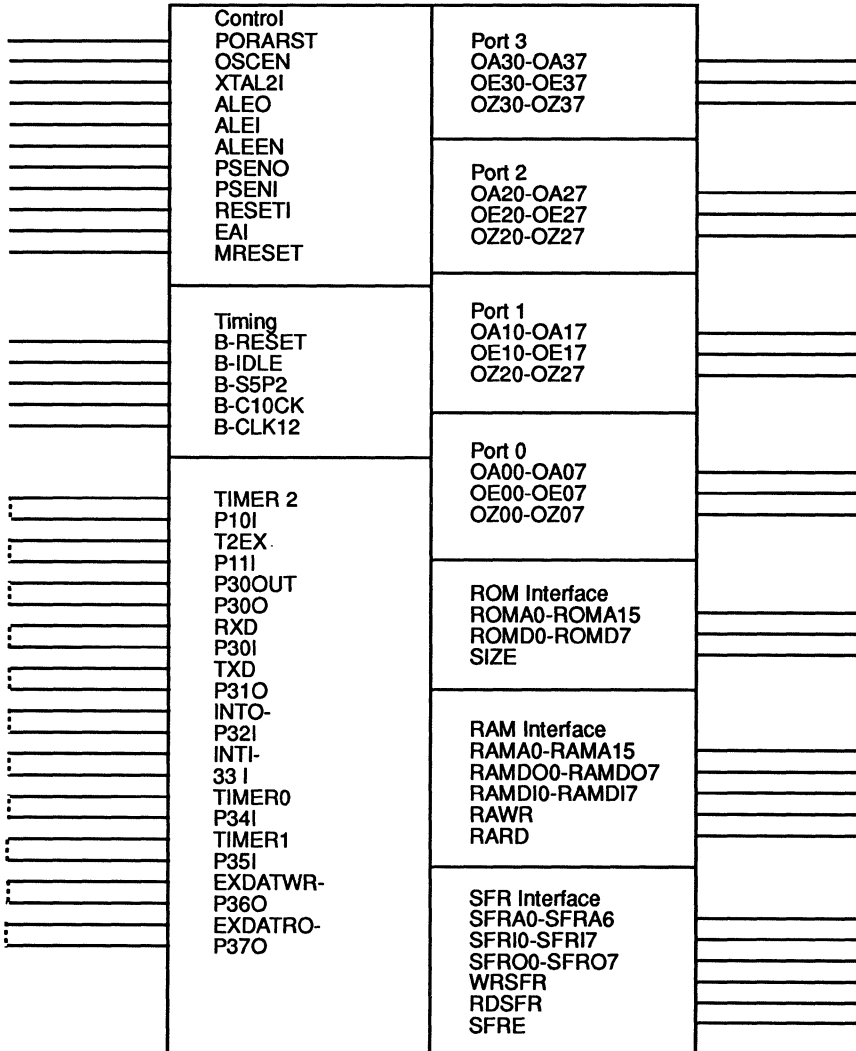 Control
PORARST
OSCEN
XTAL2I
ALEO
ALEI
ALEEN
PSENO
PSENI
RESETI
EAI
MRESET
Timing
B-RESET
B-IDLE
B-S5P2
B-C10CK
B-CLK12
TIMER 2
P10I
T2EX
P11I
P30OUT
P30O
RXD
P30I
TXD
P31O
INTO-
P32I
INTI-
33 I
TIMER0
P34I
TIMER1
P35I
EXDATWR-
P36O
EXDATRO-
P37O
Port 3
OA30-OA37
OE30-OE37
OZ30-OZ37
Port 2
OA20-OA27
OE20-OE27
OZ20-OZ27
Port 1
OA10-OA17
OE10-OE17
OZ20-OZ27
Port 0
OA00-OA07
OE00-OE07
OZ00-OZ07
ROM Interface
ROMA0-ROMA15
ROMD0-ROMD7
SIZE
RAM Interface
RAMA0-RAMA15
RAMDO0-RAMDO7
RAMDI0-RAMDI7
RAWR
RARD
SFR Interface
SFRA0-SFRA6
SFRI0-SFRI7
SFRO0-SFRO7
WRSFR
RDSFR
SFRE